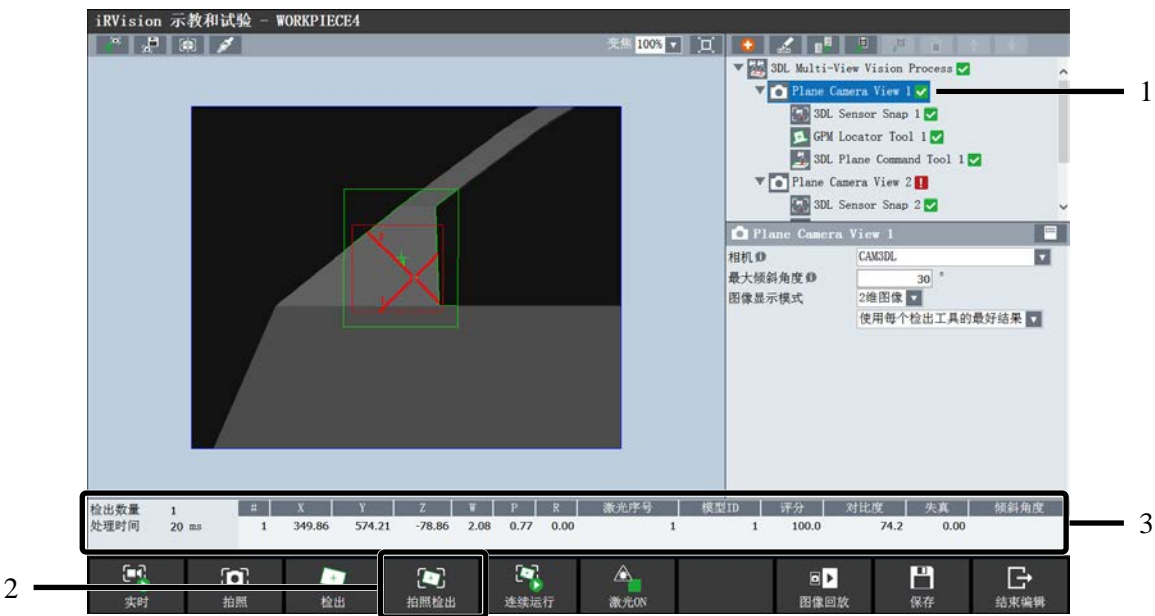 iRVision 示教和试验 - WORKPIECE4
变焦 100%
3DL Multi-View Vision Process
Plane Camera View 1
1
3DL Sensor Snap 1
GPM Locator Tool 1
3DL Plane Command Tool 1
Plane Camera View 2
3DL Sensor Snap 2
Plane Camera View 1
相机
CAM3DL
最大倾斜角度
30 °
图像显示模式
2维图像
使用每个检出工具的最好结果
检出数量 1
处理时间 20 ms
# X Y Z W P R 激光序号 模型ID 评分 对比度 失真 倾斜角度
1 349.86 574.21 -78.86 2.08 0.77 0.00 1 1 100.0 74.2 0.00
3
2
实时 拍照 检出 拍照检出 连续运行 激光ON 图像回放 保存 结束编辑